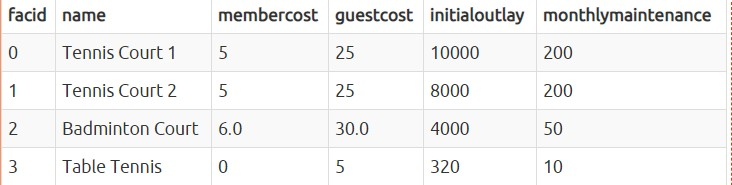 facid name membercost guestcost initialoutlay monthlymaintenance
0 Tennis Court 1 5 25 10000 200
1 Tennis Court 2 5 25 8000 200
2 Badminton Court 6.0 30.0 4000 50
3 Table Tennis 0 5 320 10